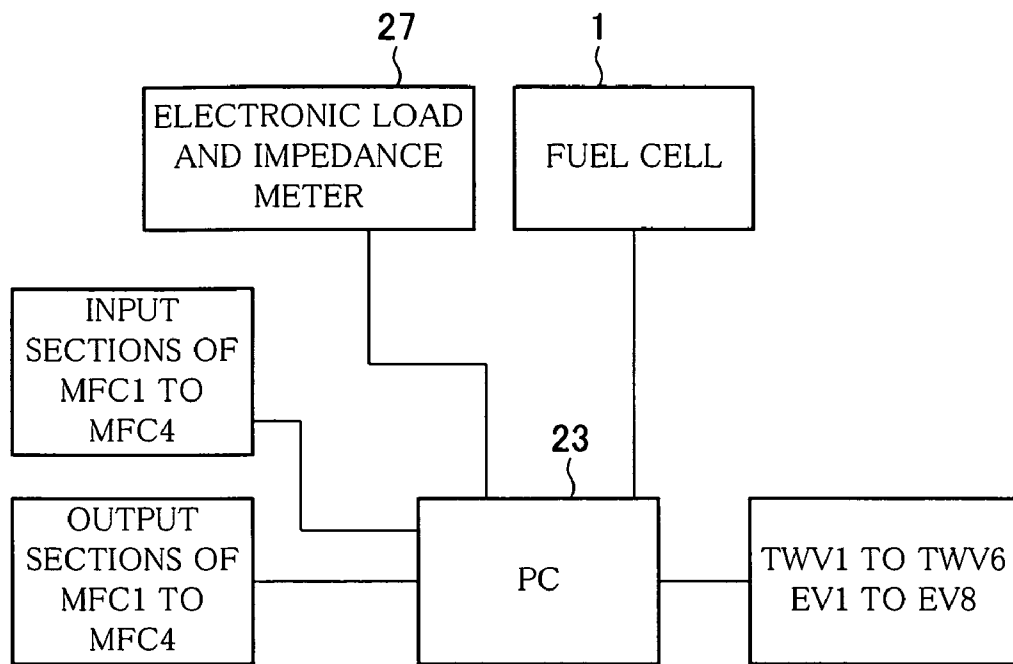 27
1
ELECTRONIC LOAD
AND IMPEDANCE
METER
FUEL CELL
INPUT
SECTIONS OF
MFC1 TO
MFC4
23
OUTPUT
SECTIONS OF
MFC1 TO
MFC4
PC
TWV1 TO TWV6
EV1 TO EV8